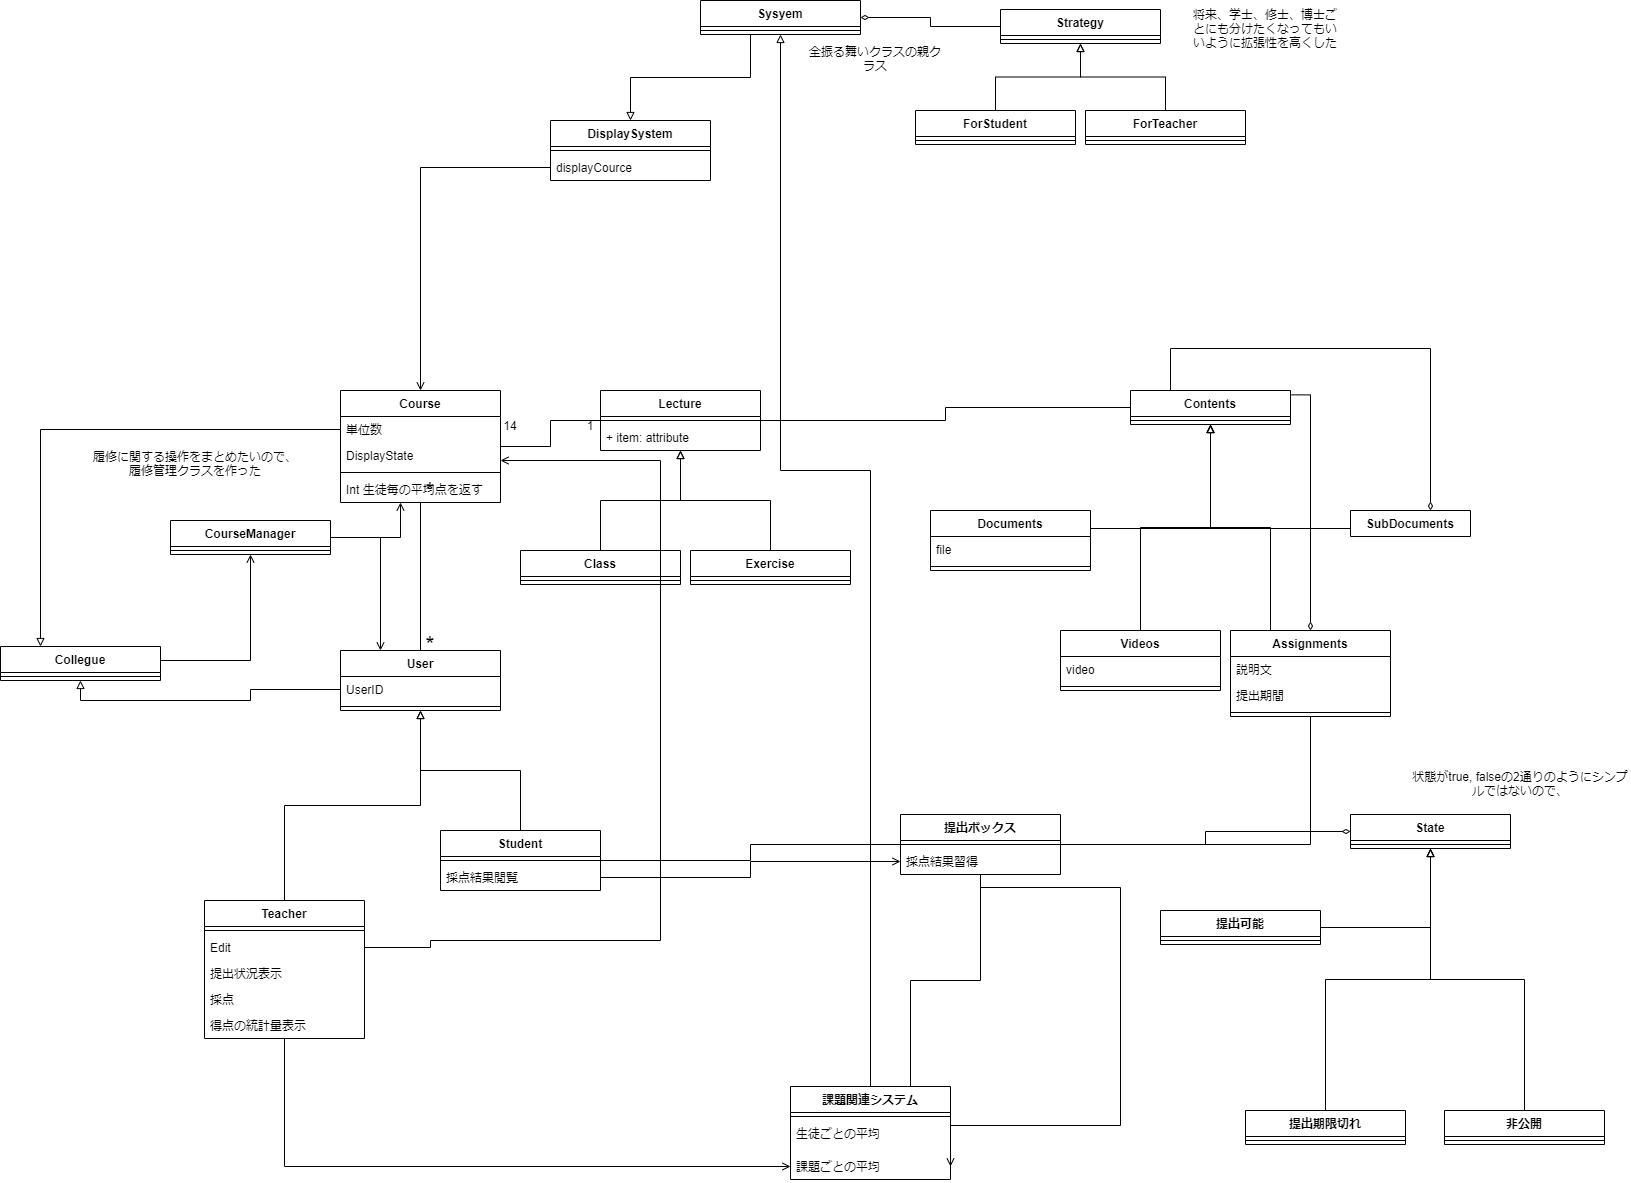 Sysyem
Strategy
将来、学士、修士、博士ご
とにも分けたくなってもい
いように拡張性を高くした
全振る舞いクラスの親ク
ラス
ForStudent
ForTeacher
DisplaySystem
displayCource
Course
単位数
DisplayState
Int 生徒毎の平均点を返す
14
1
*
Lecture
+ item: attribute
Contents
履修に関する操作をまとめたいので、
履修管理クラスを作った
CourseManager
Class
Exercise
Documents
file
SubDocuments
Collegue
*
User
UserID
Videos
video
Assignments
説明文
提出期間
状態がtrue, falseの2通りのようにシンプ
ルではないので、
Student
採点結果閲覧
提出ボックス
採点結果習得
State
Teacher
Edit
提出状況表示
採点
得点の統計量表示
提出可能
課題関連システム
生徒ごとの平均
課題ごとの平均
提出期限切れ
非公開